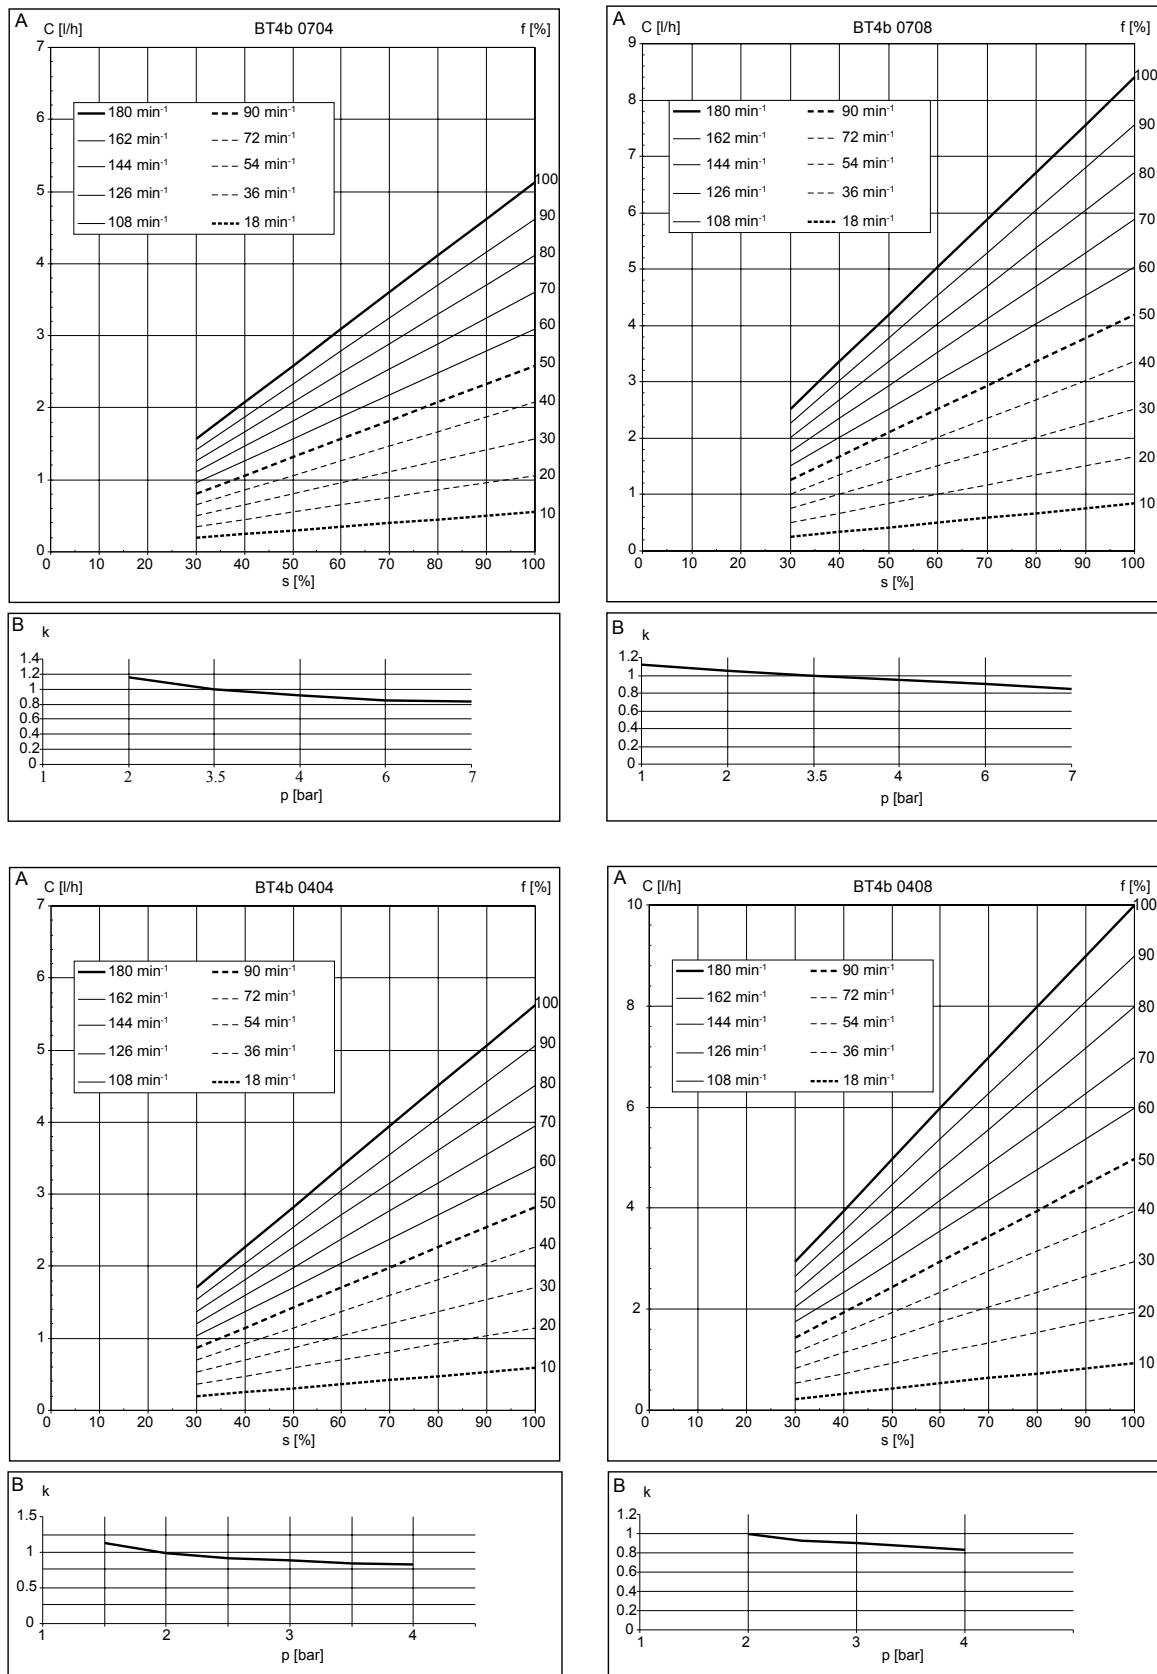 A
C [l/h] BT4b 0704 f [%]
7
6
5
4
3
2
1
0
180 min-1 90 min-1
162 min-1 72 min-1
144 min-1 54 min-1
126 min-1 36 min-1
108 min-1 18 min-1
100
90
80
70
60
50
40
30
20
10
0 10 20 30 40 50 60 70 80 90 100
s [%]
B
k
1.4
1.2
1
0.8
0.6
0.4
0.2
0
1 2 3.5 4 6 7
p [bar]
A
C [l/h] BT4b 0708 f [%]
9
8
7
6
5
4
3
2
1
0
180 min-1 90 min-1
162 min-1 72 min-1
144 min-1 54 min-1
126 min-1 36 min-1
108 min-1 18 min-1
100
90
80
70
60
50
40
30
20
10
0 10 20 30 40 50 60 70 80 90 100
s [%]
B
k
1.2
1
0.8
0.6
0.4
0.2
0
1 2 3.5 4 6 7
p [bar]
A
C [l/h] BT4b 0404 f [%]
7
6
5
4
3
2
1
0
180 min-1 90 min-1
162 min-1 72 min-1
144 min-1 54 min-1
126 min-1 36 min-1
108 min-1 18 min-1
100
90
80
70
60
50
40
30
20
10
0 10 20 30 40 50 60 70 80 90 100
s [%]
B
k
1.5
1
0.5
0
1 2 3 4
p [bar]
A
C [l/h] BT4b 0408 f [%]
10
8
6
4
2
0
180 min-1 90 min-1
162 min-1 72 min-1
144 min-1 54 min-1
126 min-1 36 min-1
108 min-1 18 min-1
100
90
80
70
60
50
40
30
20
10
0 10 20 30 40 50 60 70 80 90 100
s [%]
B
k
1.2
1
0.8
0.6
0.4
0.2
0
1 2 3 4
p [bar]